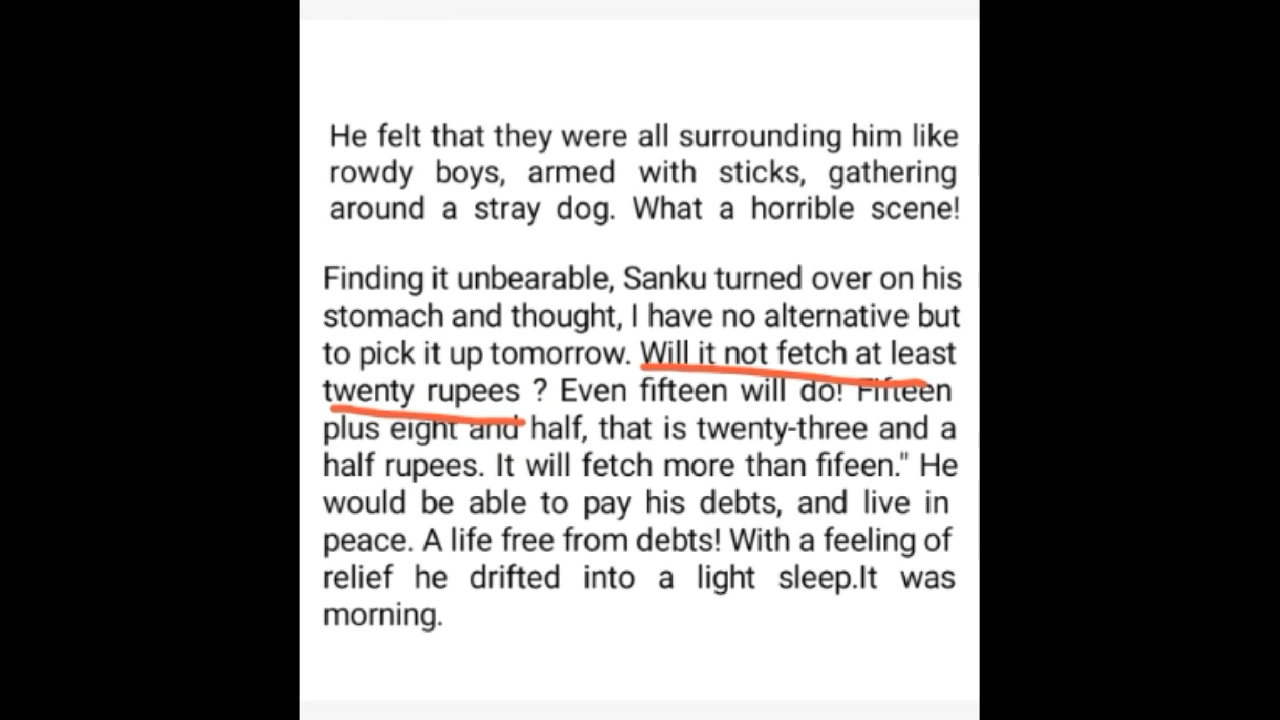 He felt that they were all surrounding him like
rowdy boys, armed with sticks, gathering
around a stray dog. What a horrible scene!
Finding it unbearable, Sanku turned over on his
stomach and thought, I have no alternative but
to pick it up tomorrow. Will it not fetch at least
twenty rupees ? Even fifteen will do! Fifteen
plus eight and half, that is twenty-three and a
half rupees. It will fetch more than fifeen." He
would be able to pay his debts, and live in
peace. A life free from debts! With a feeling of
relief he drifted into a light sleep.It was
morning.